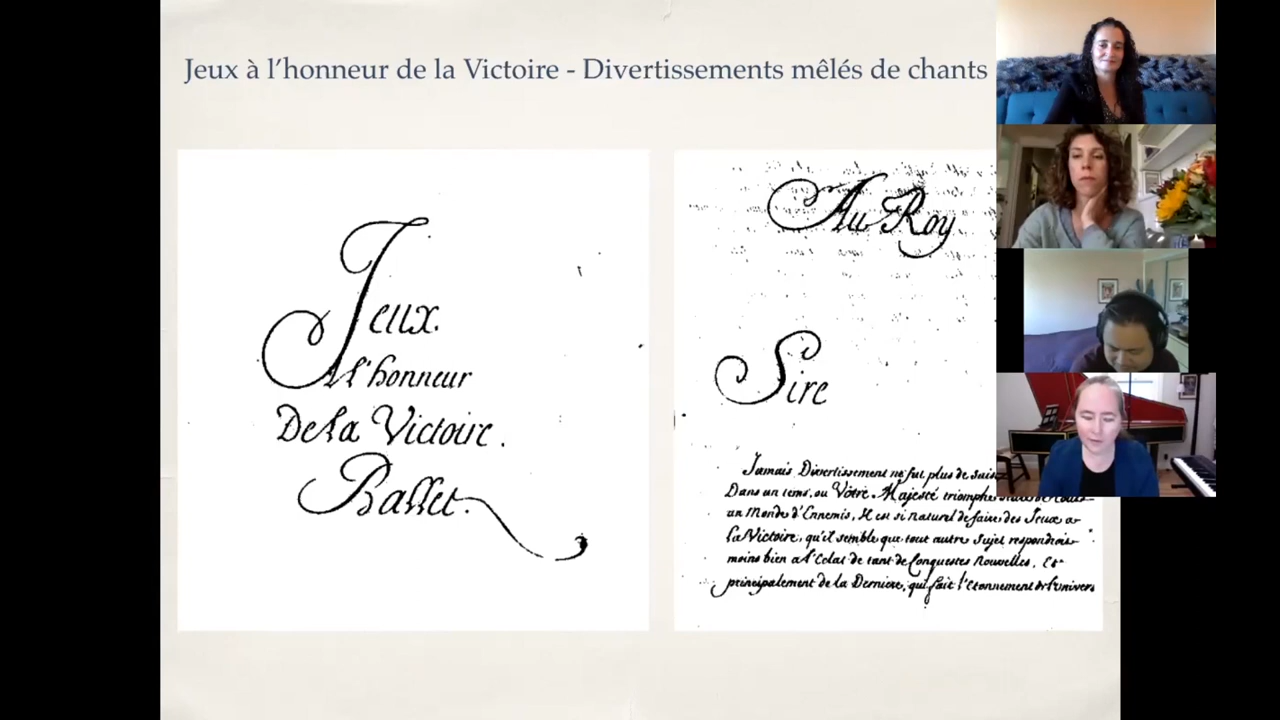 Jeux à l'honneur de la Victoire - Divertissements mêlés de chants
Jeux.
A l'honneur
De la Victoire.
Ballet.
Au Roy
Sire
Jamais Divertissement ne fut plus de
Dans un tems, ou Vôtre Majesté triomphe
un Monde d'Ennemis, Il est si naturel de faire des Jeux a
la Victoire, qu'il semble que tout autre Sujet respondroit
moins bien a l'Eclat de tant de Conquestes Nouvelles. Et
principalement de la Derniere, qui fait l'Etonnement de l'univers